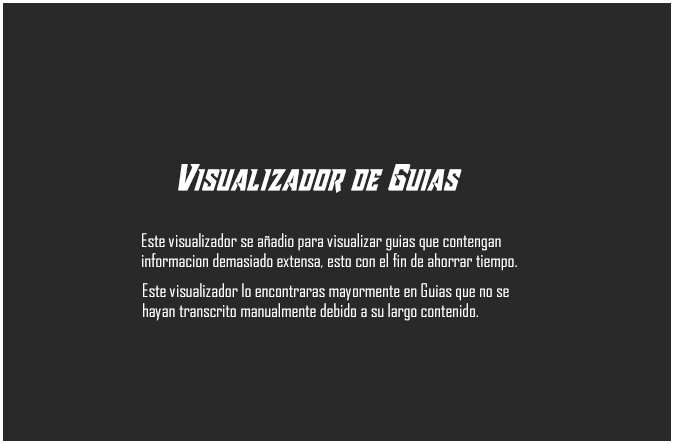 Visualizador de Guias
Este visualizador se añadio para visualizar guias que contengan
informacion demasiado extensa, esto con el fin de ahorrar tiempo.
Este visualizador lo encontraras mayormente en Guias que no se
hayan transcrito manualmente debido a su largo contenido.